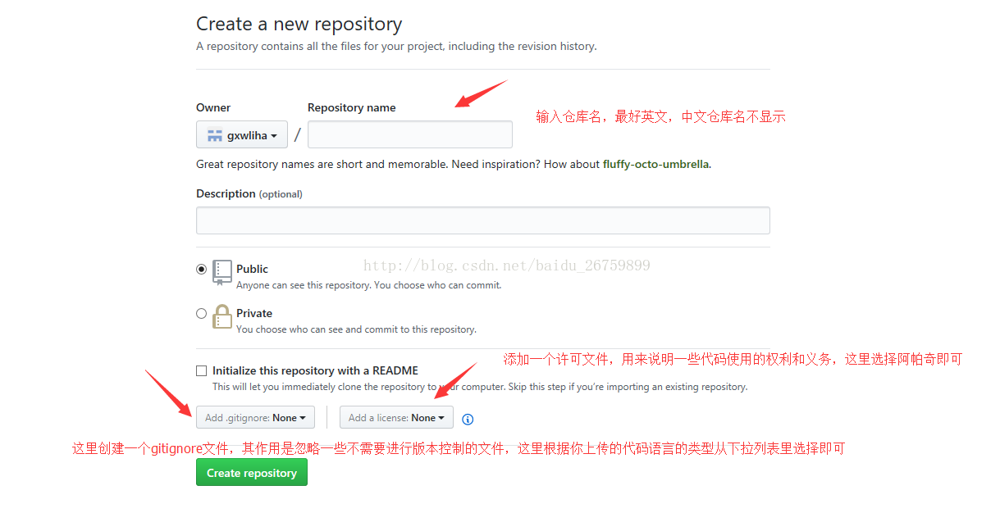 Create a new repository
A repository contains all the files for your project, including the revision history.
Owner
Repository name
输入仓库名，最好英文，中文仓库名不显示
gxwliha
/
Great repository names are short and memorable. Need inspiration? How about fluffy-octo-umbrella.
Description (optional)
Public
http://blog.csdn.net/baidu_26759899
Anyone can see this repository. You choose who can commit.
Private
You choose who can see and commit to this repository.
添加一个许可文件，用来说明一些代码使用的权利和义务，这里选择阿帕奇即可
Initialize this repository with a README
This will let you immediately clone the repository to your computer. Skip this step if you’re importing an existing repository.
Add .gitignore: None
Add a license: None
这里创建一个gitignore文件，其作用是忽略一些不需要进行版本控制的文件，这里根据你上传的代码语言的类型从下拉列表里选择即可
Create repository